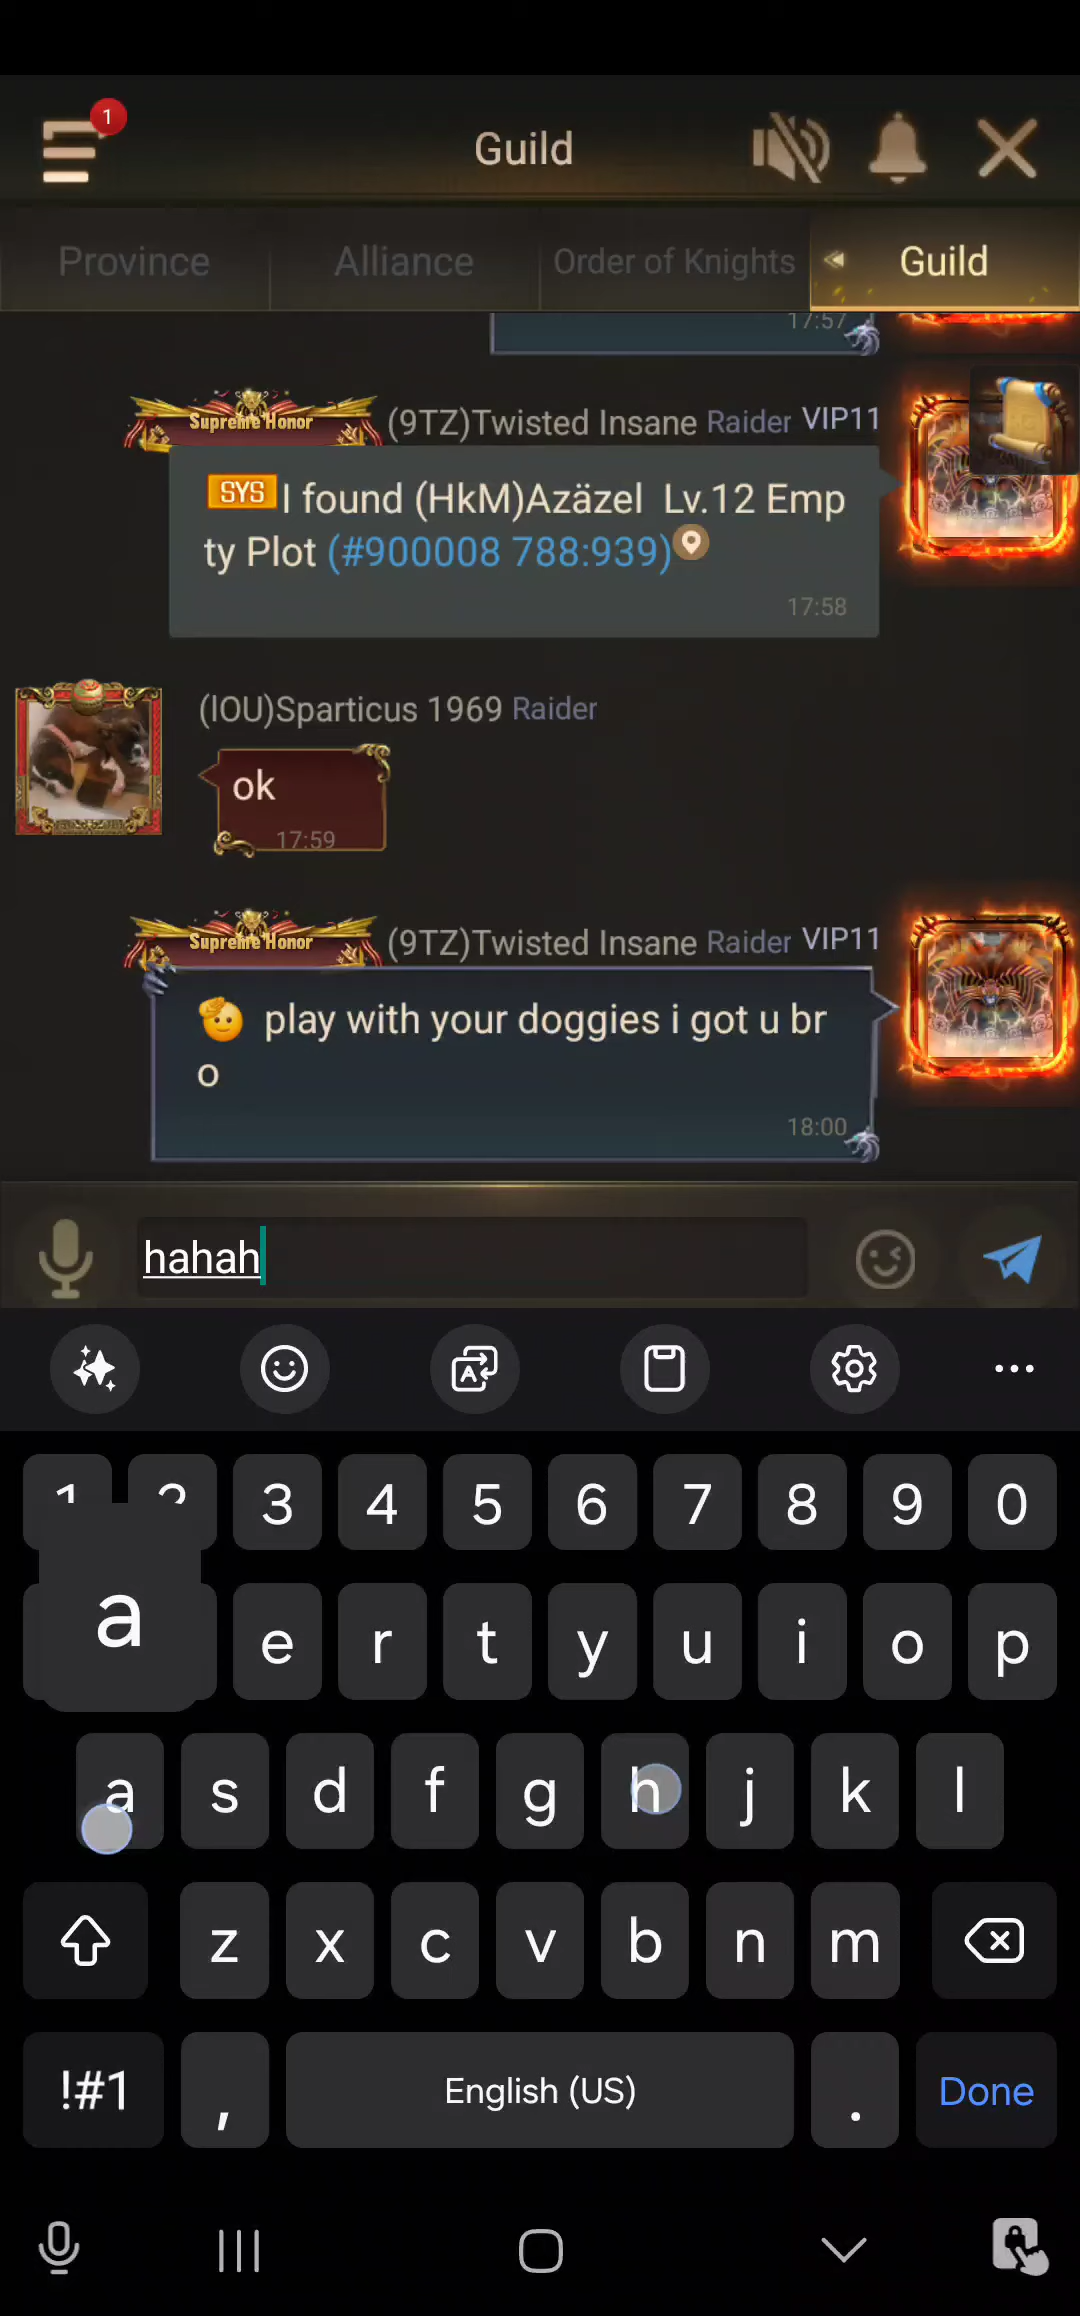 1
Guild
Province
Alliance
Order of Knights
Guild
17:57
Supreme Honor
(9TZ)Twisted Insane Raider VIP11
SYS I found (HkM)Azäzel Lv.12 Emp
ty Plot (#900008 788:939)
17:58
(IOU)Sparticus 1969 Raider
ok
17:59
Supreme Honor
(9TZ)Twisted Insane Raider VIP11
play with your doggies i got u br
o
18:00
hahah
1 2 3 4 5 6 7 8 9 0
a
e r t y u i o p
a s d f g h j k l
z x c v b n m
!#1 , English (US) . Done